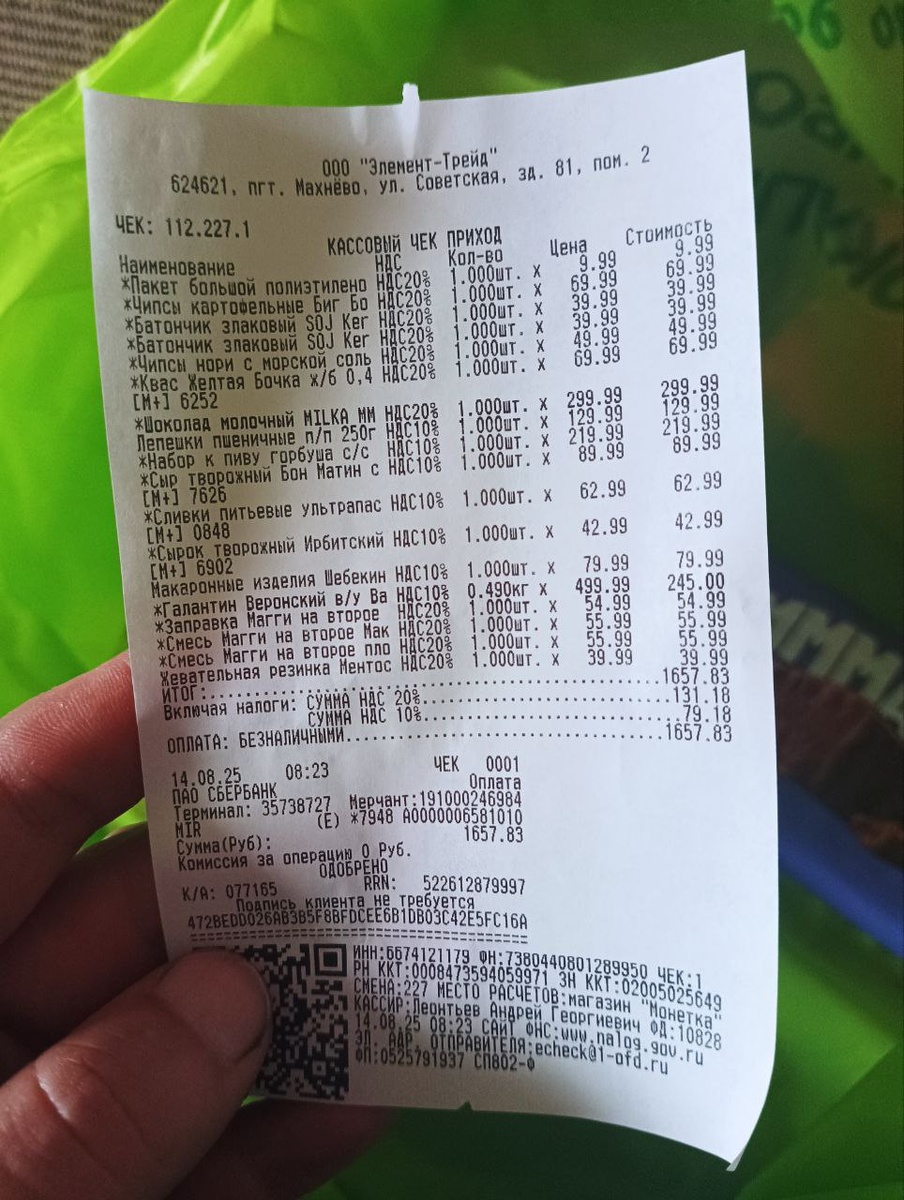 ООО "Элемент-Трейд"
624621, пгт. Махнёво, ул. Советская, зд. 81, пом. 2
ЧЕК: 112.227.1
КАССОВЫЙ ЧЕК ПРИХОД
Наименование НДС Кол-во Цена Стоимость
*Пакет большой полиэтилено НДС20% 1.000шт. x 9.99 9.99
*Чипсы картофельные Биг Бо НДС20% 1.000шт. x 69.99 69.99
*Батончик злаковый SOJ Ker НДС20% 1.000шт. x 39.99 39.99
*Батончик злаковый SOJ Ker НДС20% 1.000шт. x 39.99 39.99
*Чипсы нори с морской соль НДС20% 1.000шт. x 49.99 49.99
*Квас Желтая Бочка ж/б 0,4 НДС20% 1.000шт. x 69.99 69.99
[М+] 6252
*Шоколад молочный MILKA MM НДС20% 1.000шт. x 299.99 299.99
Лепешки пшеничные п/п 250г НДС10% 1.000шт. x 129.99 129.99
*Набор к пиву горбуша с/с НДС10% 1.000шт. x 219.99 219.99
*Сыр творожный Бон Матин с НДС10% 1.000шт. x 89.99 89.99
[М+] 7626
*Сливки питьевые ультрапас НДС10% 1.000шт. x 62.99 62.99
[М+] 0848
*Сырок творожный Ирбитский НДС10% 1.000шт. x 42.99 42.99
[М+] 6902
Макаронные изделия Шебекин НДС10% 1.000шт. x 79.99 79.99
*Галантин Веронский в/у Ва НДС10% 0.490кг x 499.99 245.00
*Заправка Магги на второе НДС20% 1.000шт. x 54.99 54.99
*Смесь Магги на второе Мак НДС20% 1.000шт. x 55.99 55.99
*Смесь Магги на второе пло НДС20% 1.000шт. x 55.99 55.99
Жевательная резинка Ментос НДС20% 1.000шт. x 39.99 39.99
ИТОГ:..............................1657.83
Включая налоги: СУММА НДС 20%......................131.18
СУММА НДС 10%......................79.18
ОПЛАТА: БЕЗНАЛИЧНЫМИ..............................1657.83
14.08.25 08:23 ЧЕК 0001
ПАО СБЕРБАНК Оплата
Терминал: 35738727 Мерчант:191000246984
MIR (E) *7948 A0000006581010
Сумма(Руб): 1657.83
Комиссия за операцию 0 Руб.
ОДОБРЕНО
К/А: 077165 RRN: 522612879997
Подпись клиента не требуется
472BEDD026AB3B5F8BFDCEE6B1DB03C42E5FC16A
========================================
ИНН:6674121179 ФН:7380440801289950 ЧЕК:1
РН ККТ:0008473594059971 ЗН ККТ:02005025649
СМЕНА:227 МЕСТО РАСЧЕТОВ:магазин "Монетка"
КАССИР:Леонтьев Андрей Георгиевич ФД:10828
14.08.25 08:23 САЙТ ФНС:www.nalog.gov.ru
ЭЛ. АДР. ОТПРАВИТЕЛЯ:echeck@1-ofd.ru
ФП:0525791937 СП802-Ф